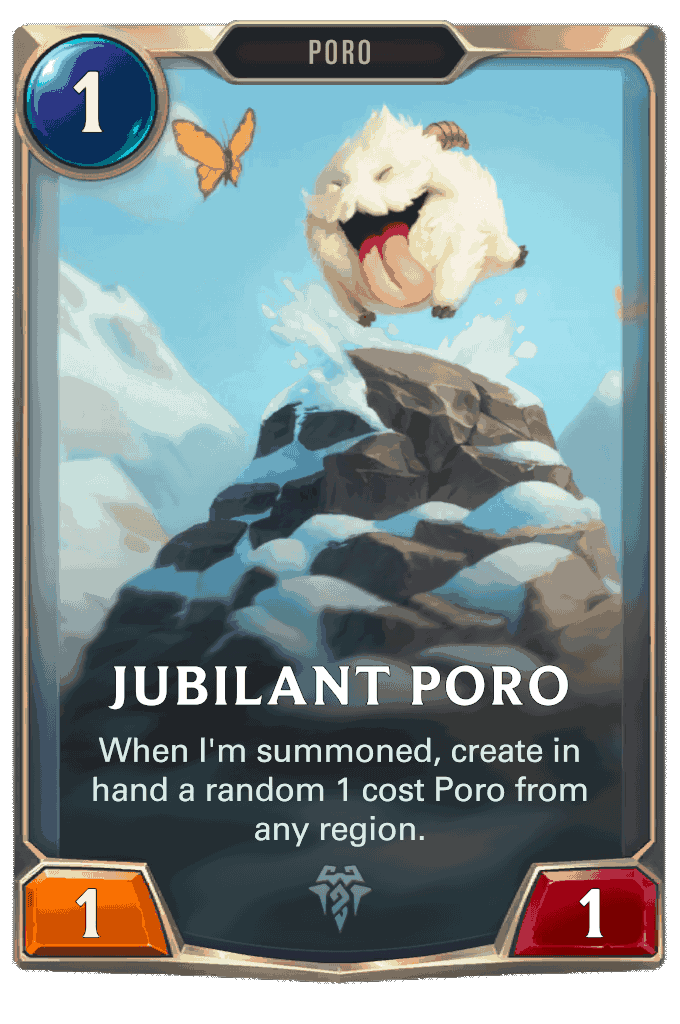 PORO
1
JUBILANT PORO
When I'm summoned, create in
hand a random 1 cost Poro from
any region.
1
1